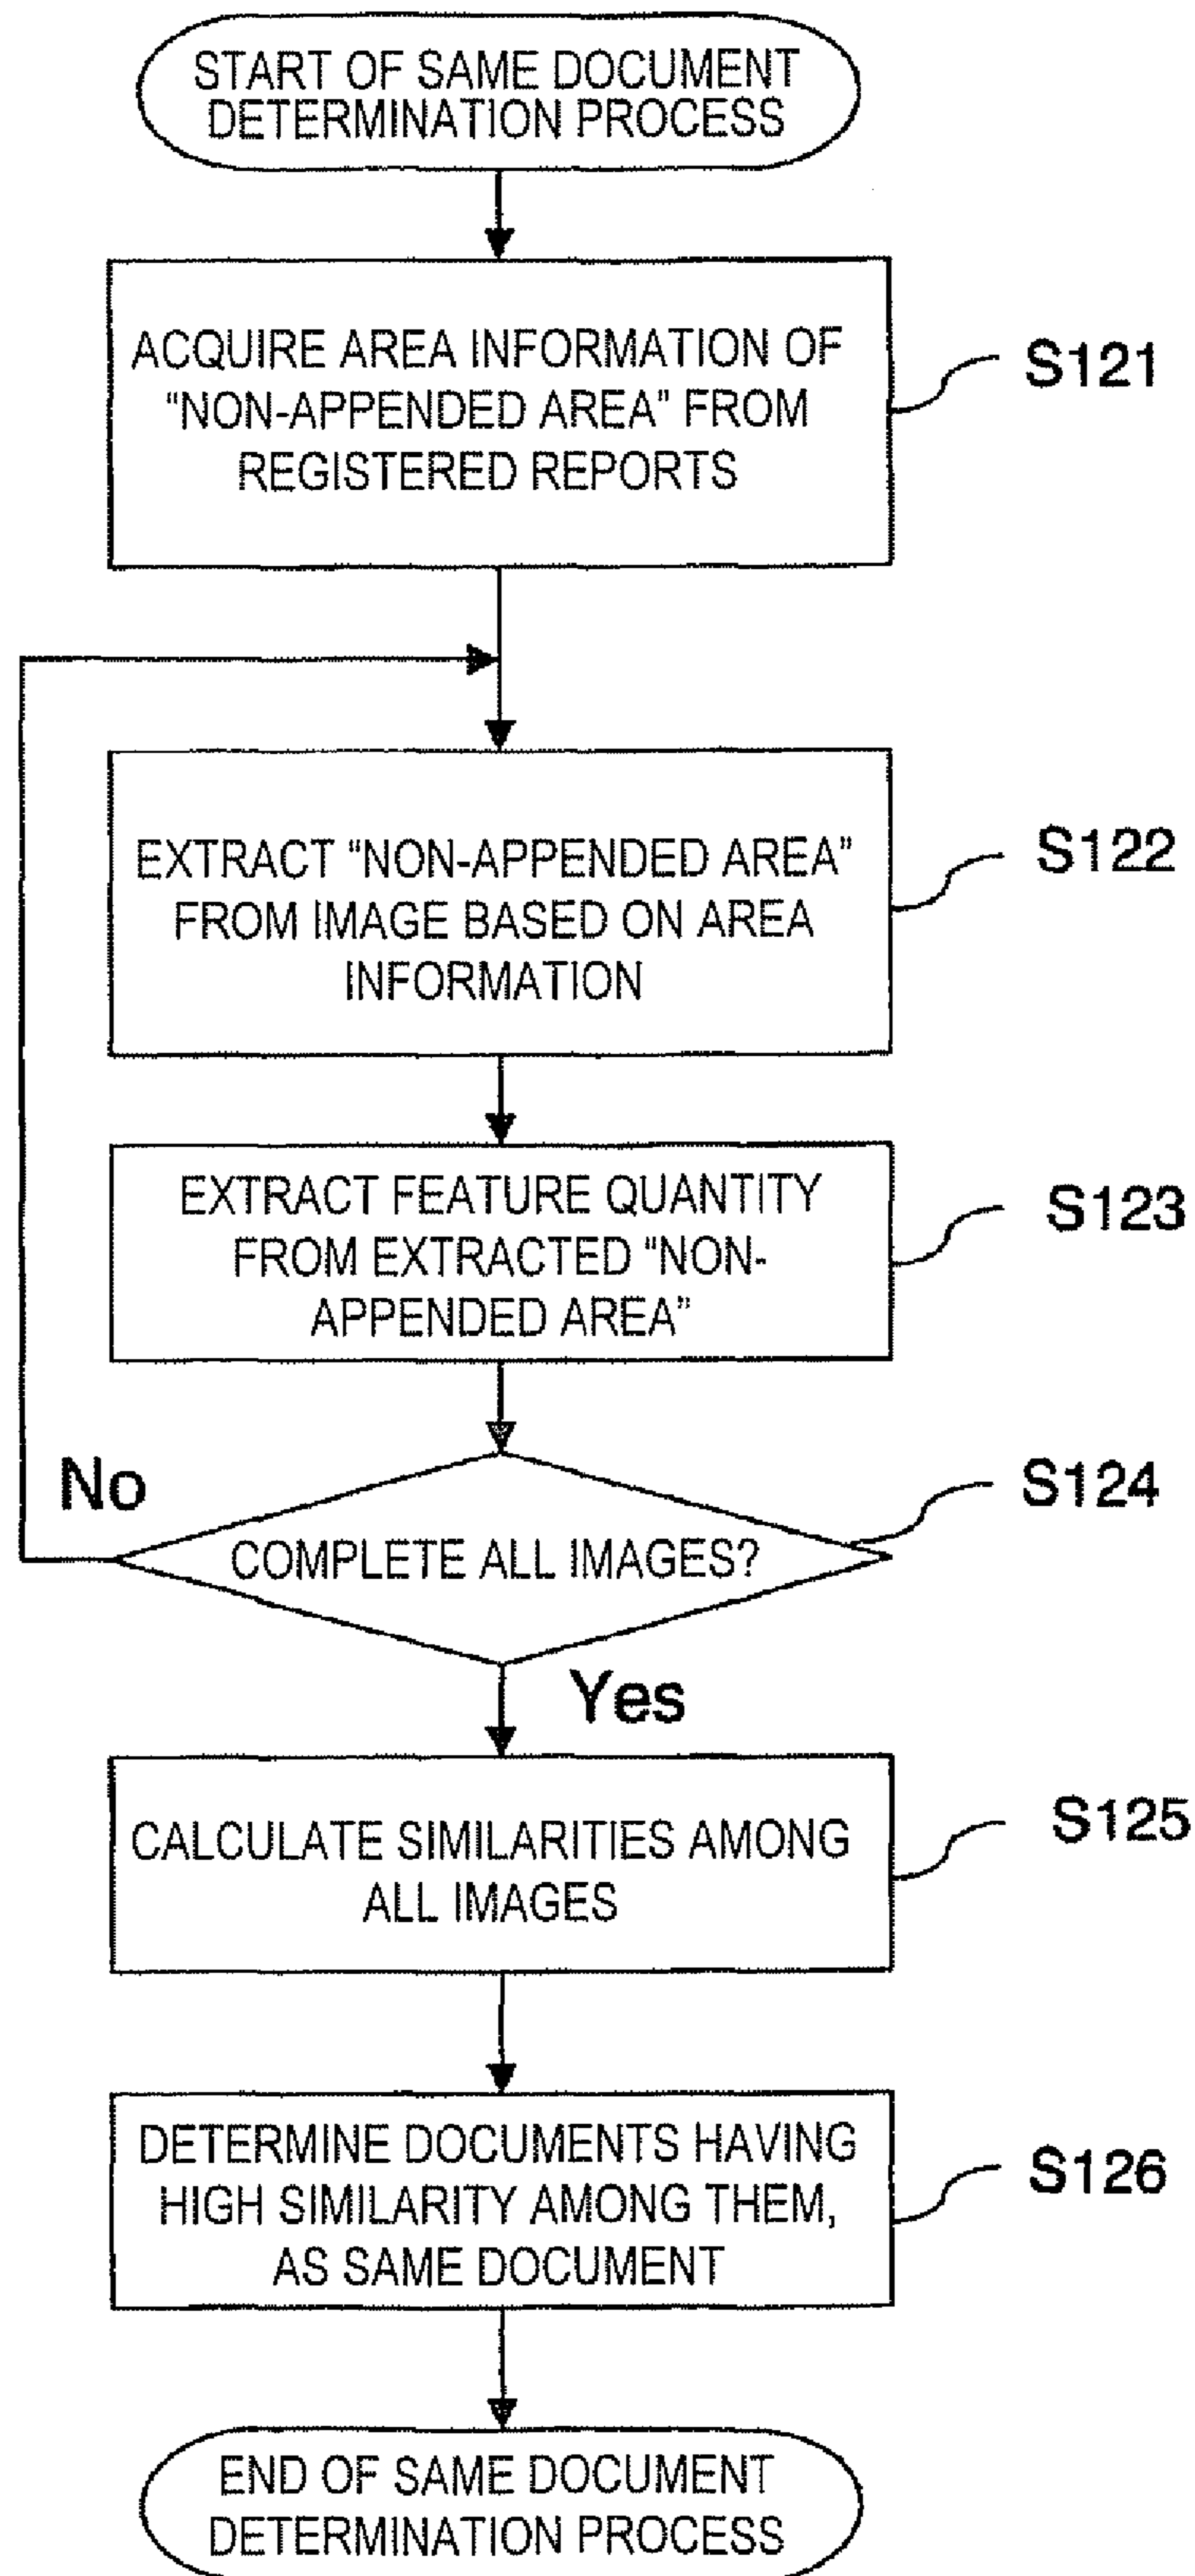 START OF SAME DOCUMENT
DETERMINATION PROCESS
ACQUIRE AREA INFORMATION OF
“NON-APPENDED AREA” FROM
REGISTERED REPORTS
S121
EXTRACT “NON-APPENDED AREA”
FROM IMAGE BASED ON AREA
INFORMATION
S122
EXTRACT FEATURE QUANTITY
FROM EXTRACTED “NON-
APPENDED AREA”
S123
No
COMPLETE ALL IMAGES?
S124
Yes
CALCULATE SIMILARITIES AMONG
ALL IMAGES
S125
DETERMINE DOCUMENTS HAVING
HIGH SIMILARITY AMONG THEM,
AS SAME DOCUMENT
S126
END OF SAME DOCUMENT
DETERMINATION PROCESS